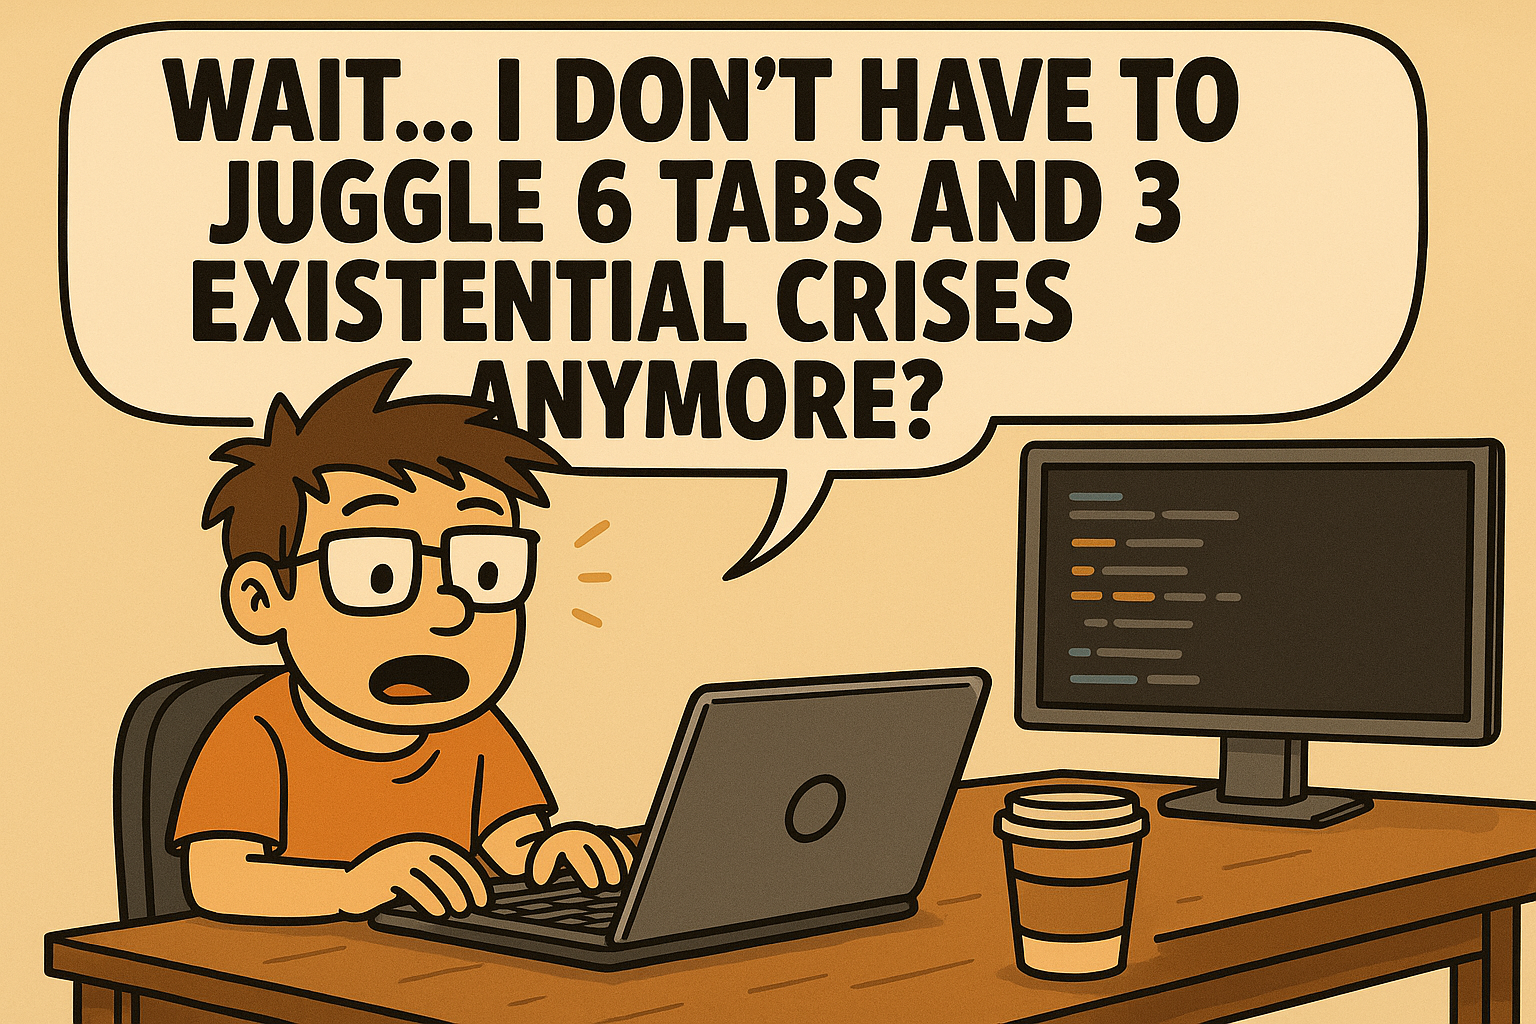 WAIT... I DON'T HAVE TO
JUGGLE 6 TABS AND 3
EXISTENTIAL CRISES
ANYMORE?